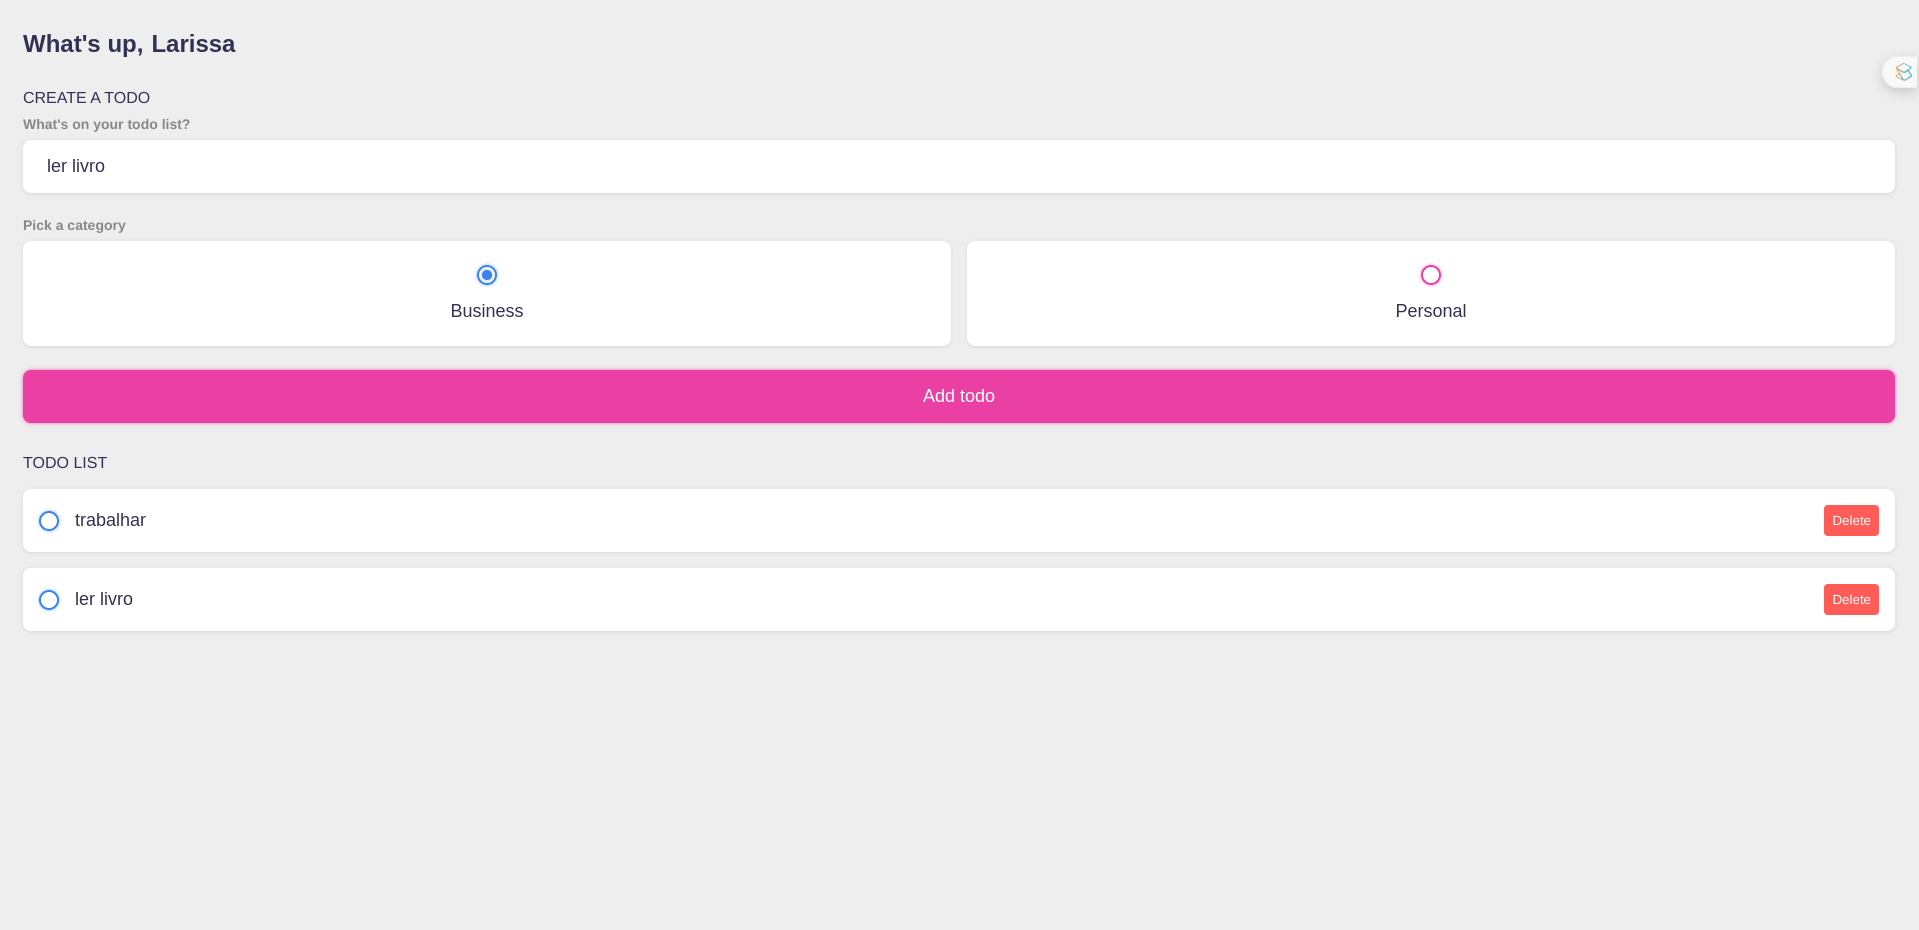 What's up, Larissa
CREATE A TODO
What's on your todo list?
ler livro
Pick a category
Business
Personal
Add todo
TODO LIST
trabalhar
Delete
ler livro
Delete